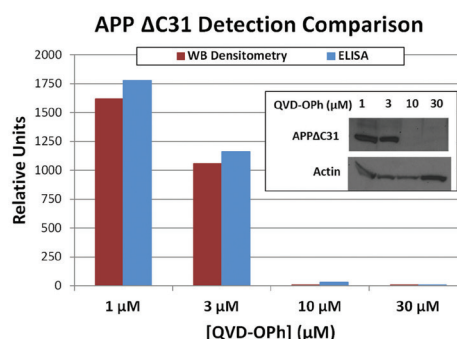 APP ΔC31 Detection Comparison
WB Densitometry ELISA
Relative Units
2000
1750
1500
1250
1000
750
500
250
0
QVD-OPh (μM) 1 3 10 30
APPΔC31
Actin
1 μM 3 μM 10 μM 30 μM
[QVD-OPh] (μM)